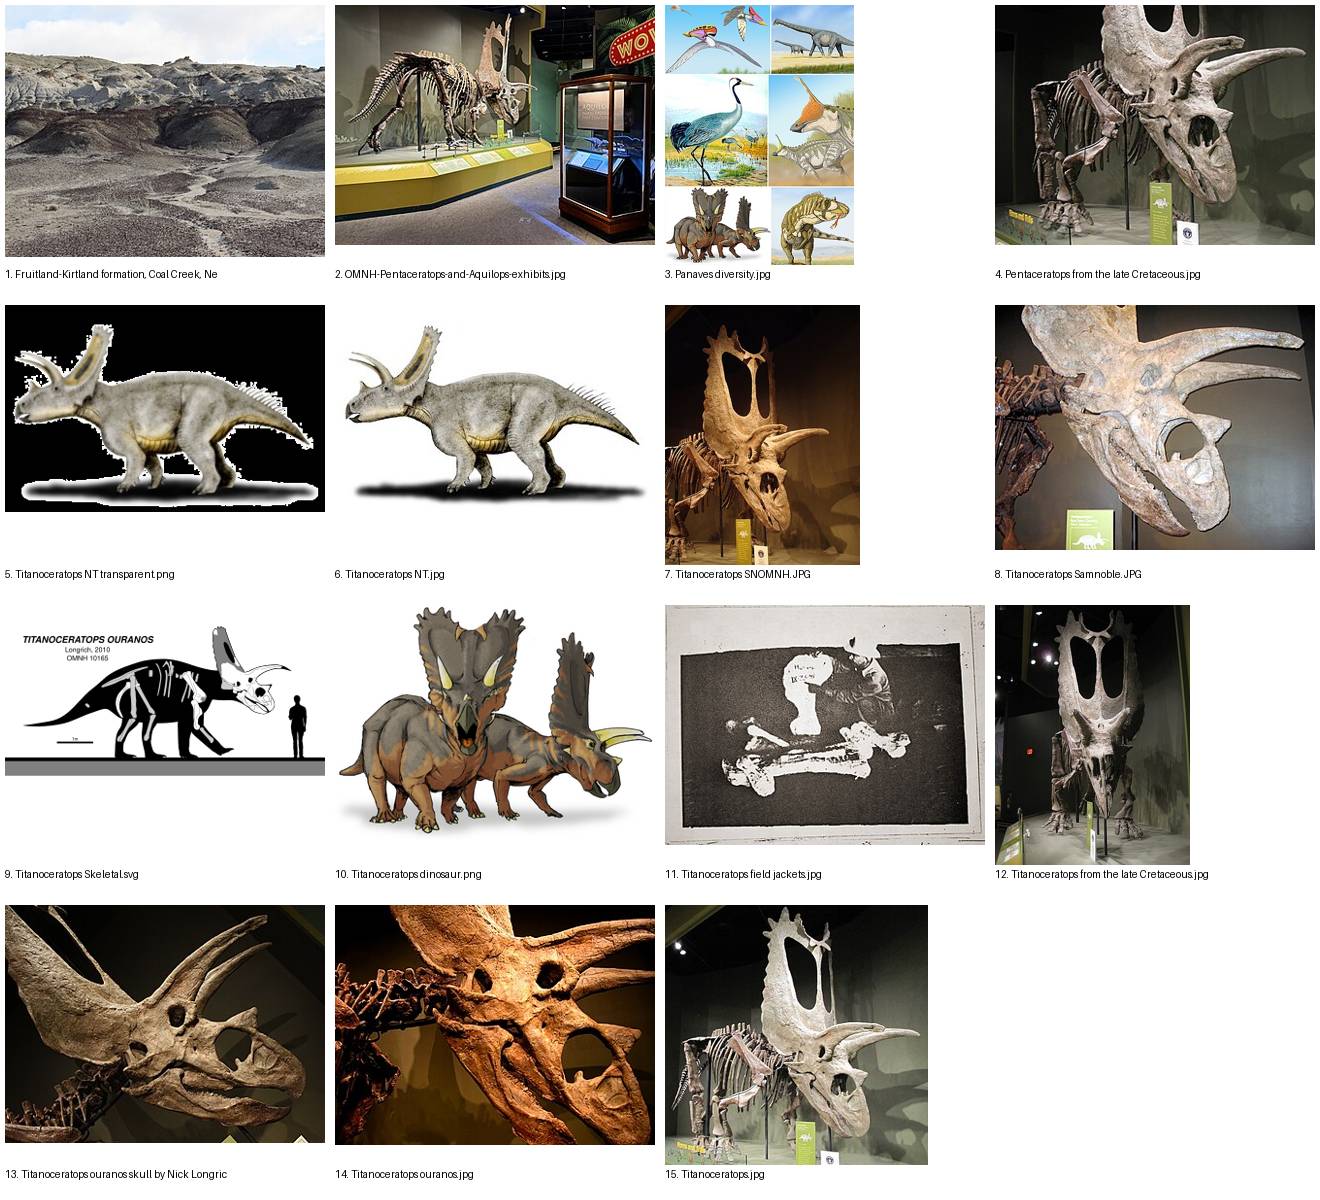 WOW
AQUILOPS
1. Fruitland-Kirtland formation, Coal Creek, Ne
2. OMNH-Pentaceratops-and-Aquilops-exhibits.jpg
3. Panaves diversity.jpg
4. Pentaceratops from the late Cretaceous.jpg
5. Titanoceratops NT transparent.png
6. Titanoceratops NT.jpg
7. Titanoceratops SNOMNH.JPG
8. Titanoceratops Samnoble.JPG
TITANOCERATOPS OURANOS
Longrich, 2010
OMNH 10165
1m
9. Titanoceratops Skeletal.svg
10. Titanoceratops dinosaur.png
11. Titanoceratops field jackets.jpg
12. Titanoceratops from the late Cretaceous.jpg
13. Titanoceratops ouranos skull by Nick Longric
14. Titanoceratops ouranos.jpg
15. Titanoceratops.jpg